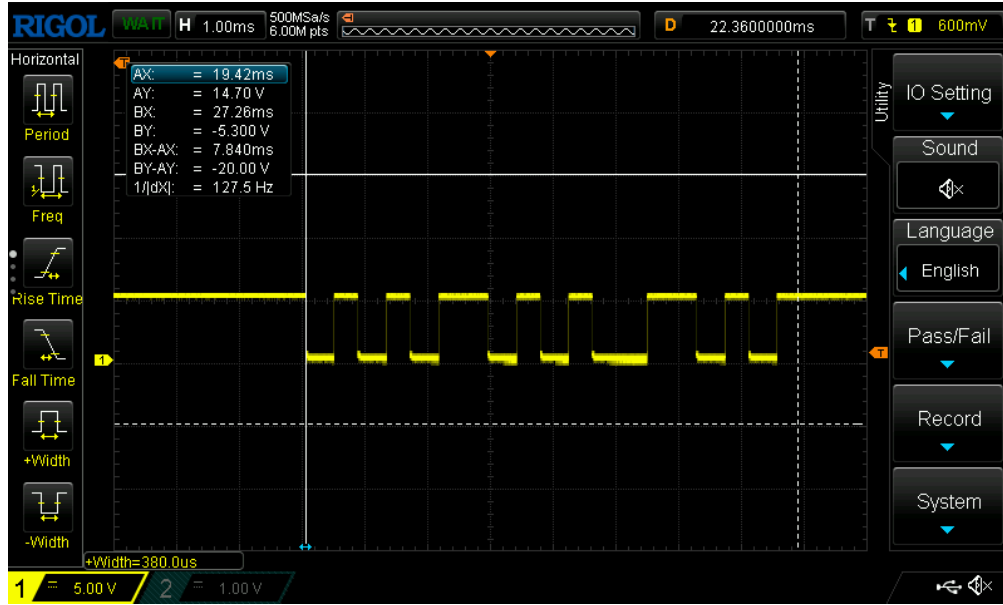 RIGOL WAIT H 1.00ms 500MSa/s 6.00M pts D 22.3600000ms T 1 600mV
Horizontal
Period
Freq
Rise Time
Fall Time
+Width
-Width
T
AX: = 19.42ms
AY: = 14.70 V
BX: = 27.26ms
BY: = -5.300 V
BX-AX: = 7.840ms
BY-AY: = -20.00 V
1/|dX|: = 127.5 Hz
1
T
Utility
IO Setting
Sound
Language
English
Pass/Fail
Record
System
+Width=380.0us
1 5.00 V 2 1.00 V